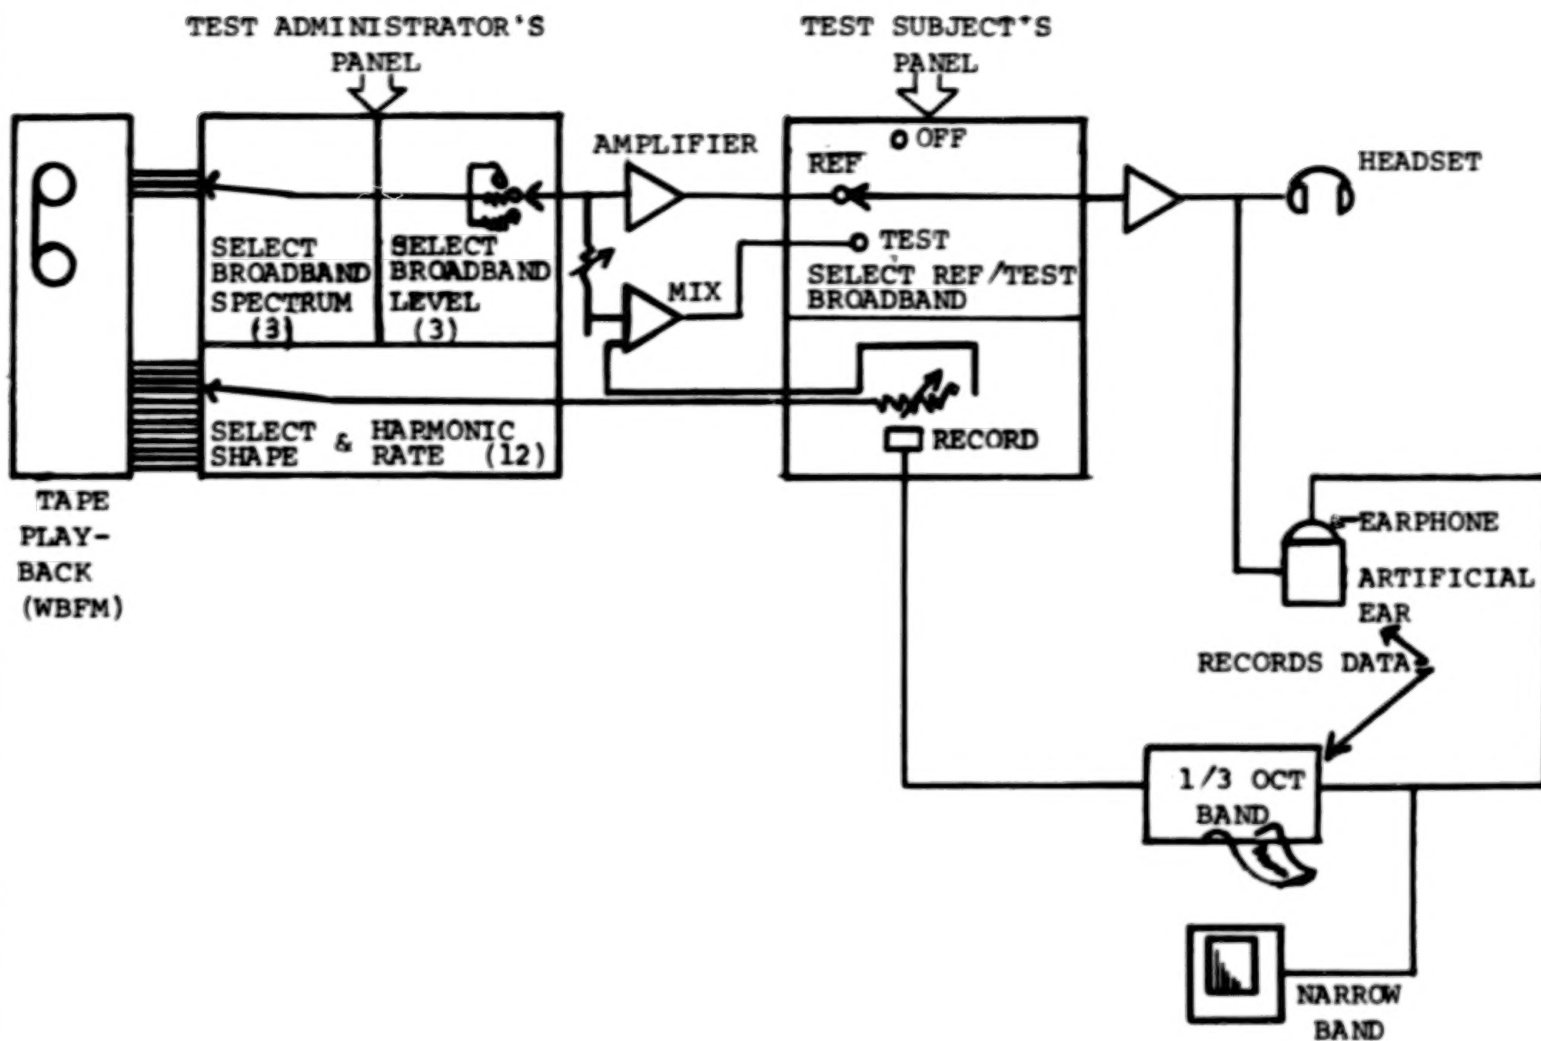 TEST ADMINISTRATOR'S
PANEL
TEST SUBJECT'S
PANEL
AMPLIFIER
OFF
REF
HEADSET
SELECT
BROADBAND
SPECTRUM
(3)
SELECT
BROADBAND
LEVEL
(3)
MIX
TEST
SELECT REF/TEST
BROADBAND
SELECT & HARMONIC
SHAPE RATE (12)
RECORD
TAPE
PLAY-
BACK
(WBFM)
EARPHONE
ARTIFICIAL
EAR
RECORDS DATA
1/3 OCT
BAND
NARROW
BAND